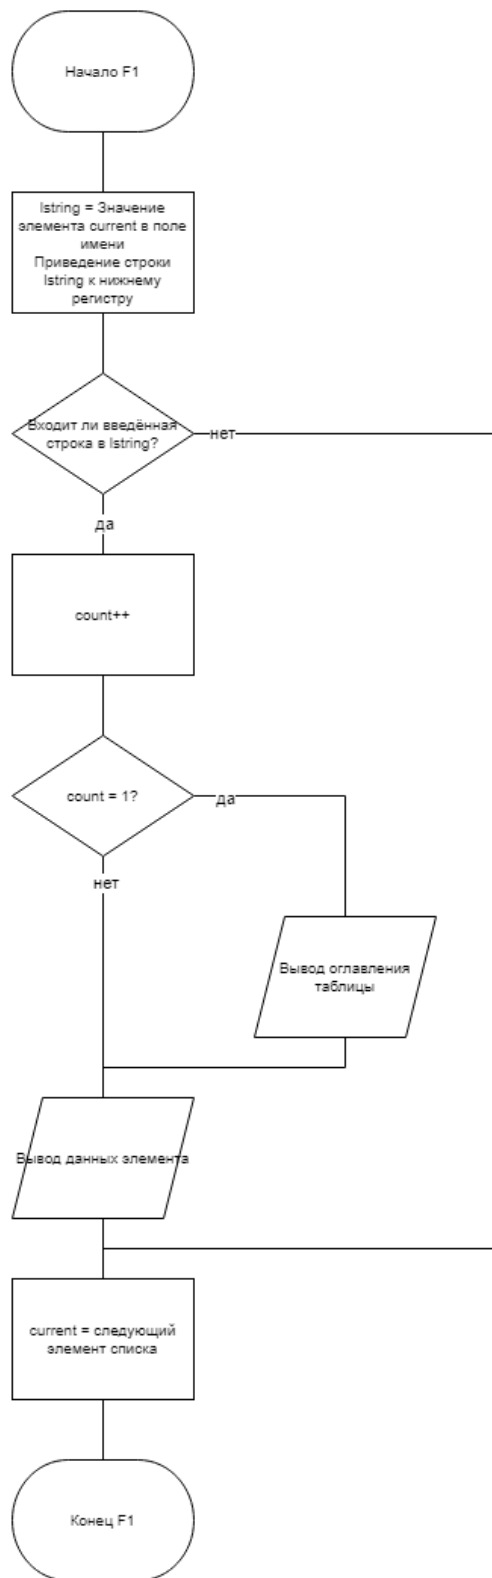 Начало F1
lstring = Значение
элемента current в поле
имени
Приведение строки
lstring к нижнему
регистру
Входит ли введённая
строка в lstring?
нет
да
count++
count = 1?
да
нет
Вывод оглавления
таблицы
Вывод данных элемента
current = следующий
элемент списка
Конец F1